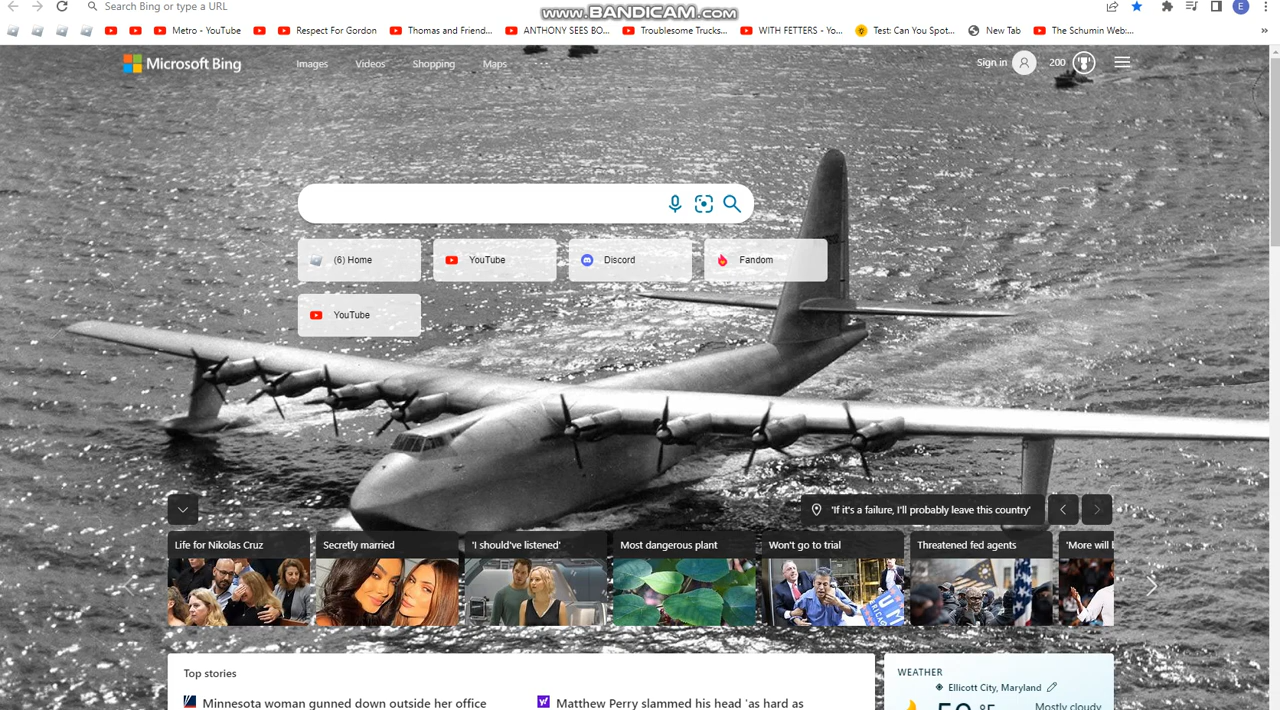 www.BANDICAM.com
Search Bing or type a URL
E
Metro - YouTube
Respect For Gordon
Thomas and Friend...
ANTHONY SEES BO...
Troublesome Trucks...
WITH FETTERS - Yo...
Test: Can You Spot...
New Tab
The Schumin Web:...
Microsoft Bing
Images
Videos
Shopping
Maps
Sign in
200
(6) Home
YouTube
Discord
Fandom
YouTube
'If it's a failure, I'll probably leave this country'
Life for Nikolas Cruz
Secretly married
'I should've listened'
Most dangerous plant
Won't go to trial
Threatened fed agents
'More will
Top stories
Minnesota woman gunned down outside her office
Matthew Perry slammed his head 'as hard as
WEATHER
Ellicott City, Maryland
°F
Mostly cloudy